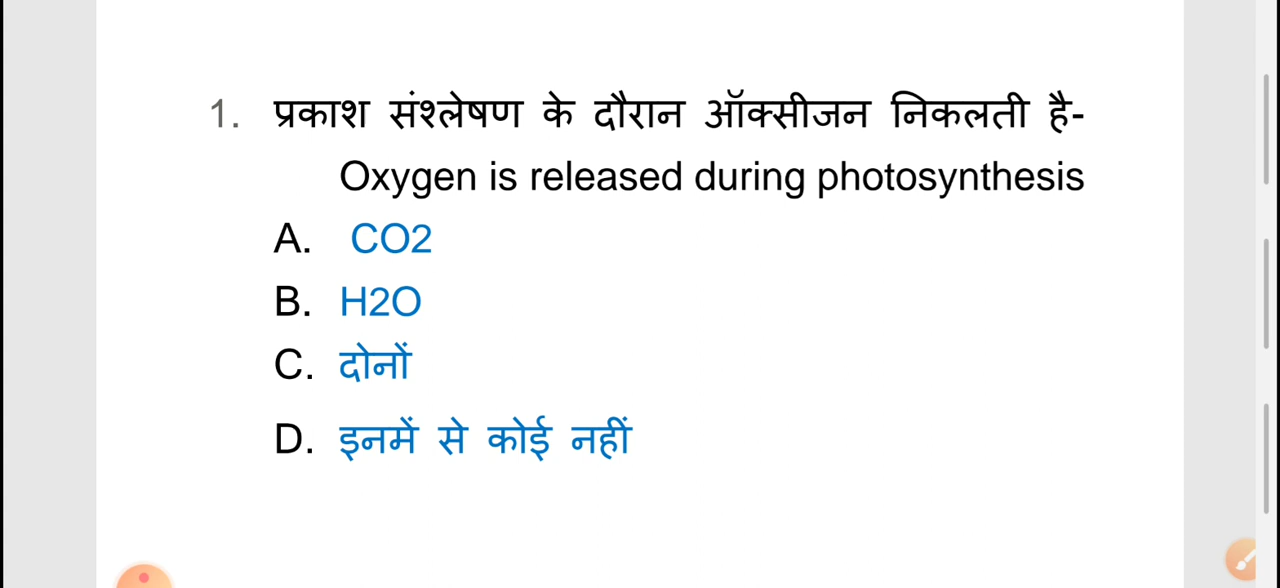 1. प्रकाश संश्लेषण के दौरान ऑक्सीजन निकलती है-
Oxygen is released during photosynthesis
A. CO2
B. H2O
C. दोनों
D. इनमें से कोई नहीं